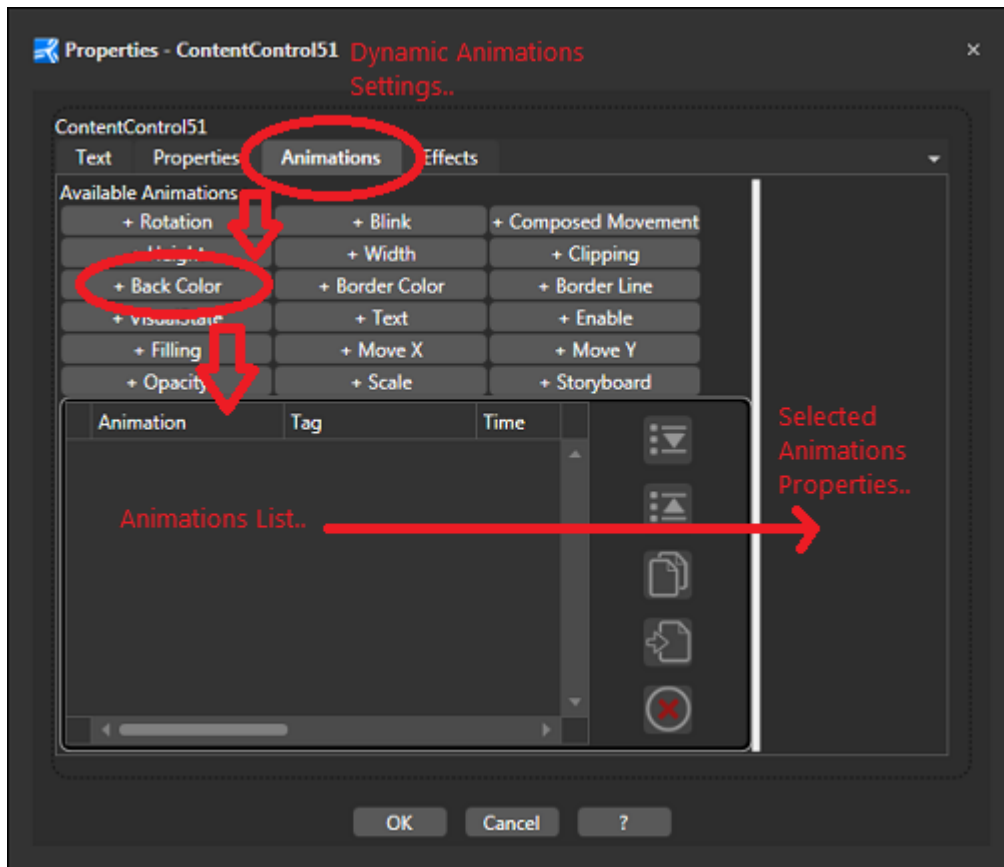 Properties - ContentControl51
Dynamic Animations
Settings..
ContentControl51
Text Properties Animations Effects
Available Animations
+ Rotation + Blink + Composed Movement
+ Height + Width + Clipping
+ Back Color + Border Color + Border Line
+ VisualState + Text + Enable
+ Filling + Move X + Move Y
+ Opacity + Scale + Storyboard
Animation Tag Time
Selected
Animations
Properties..
Animations List..
OK Cancel ?